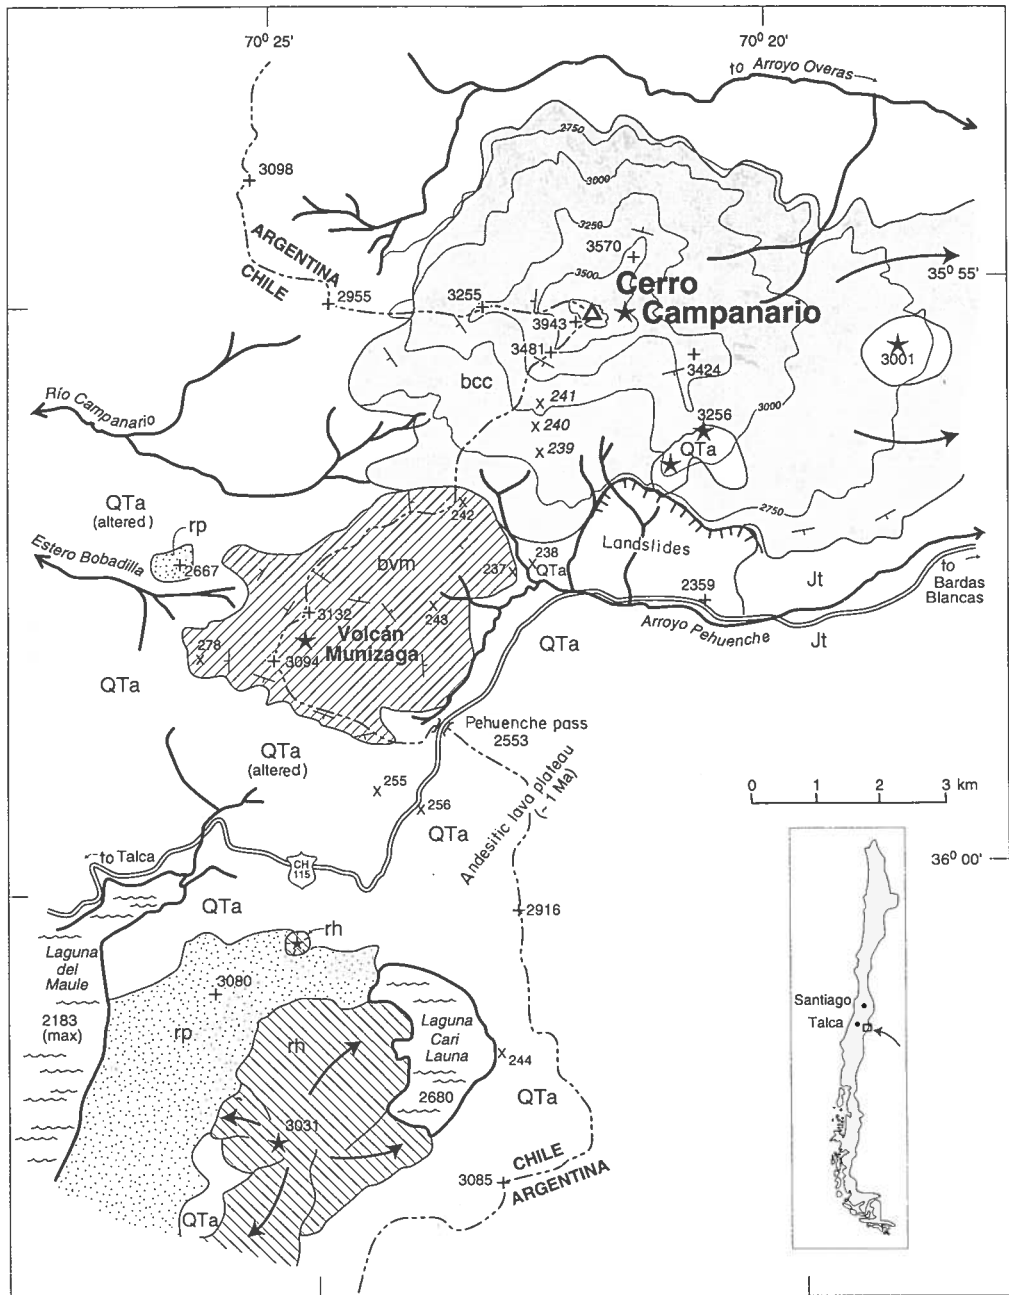 70° 25'
70° 20'
to Arroyo Overas
2750
3098
3000
3250
ARGENTINA
CHILE
3570
3500
35° 55'
Cerro
Campanario
2955
3255
3943
3481
3424
3001
bcc
241
240
239
3256
QTa
3000
Río Campanario
2750
QTa
(altered)
rp
242
Landslides
Estero Bobadilla
2667
bvm
237
238
QTa
2359
Jt
to
Bardas
Blancas
3132
243
Arroyo Pehuenche
Jt
Volcán
Munizaga
278
3094
QTa
QTa
Pehuenche pass
2553
QTa
(altered)
Andesitic lava plateau
(~ 1 Ma)
255
256
QTa
0 1 2 3 km
to Talca
CH
115
36° 00'
QTa
2916
rh
Laguna
del
Maule
2183
(max)
3080
rp
rh
Laguna
Cari
Launa
2680
244
QTa
Santiago
Talca
3031
CHILE
ARGENTINA
3085
QTa